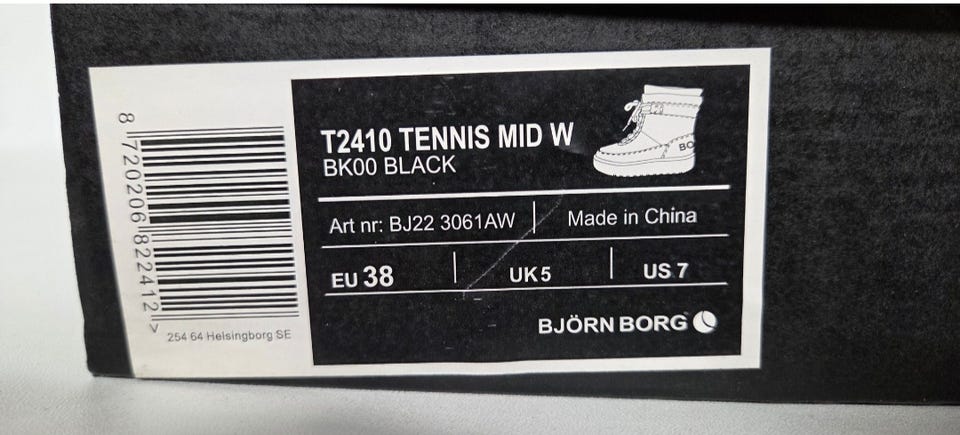 8 720206 822412 >
254 64 Helsingborg SE
T2410 TENNIS MID W
BK00 BLACK
BO
Art nr: BJ22 3061AW
Made in China
EU 38
UK 5
US 7
BJÖRN BORG